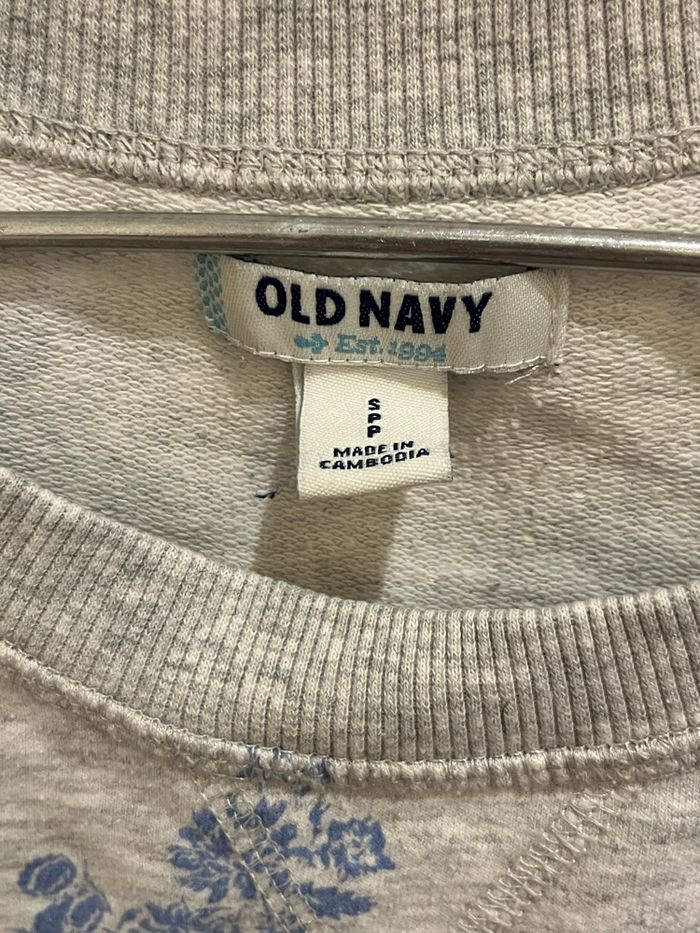 OLD NAVY
Est. 1994
S
P
P
MADE IN
CAMBODIA